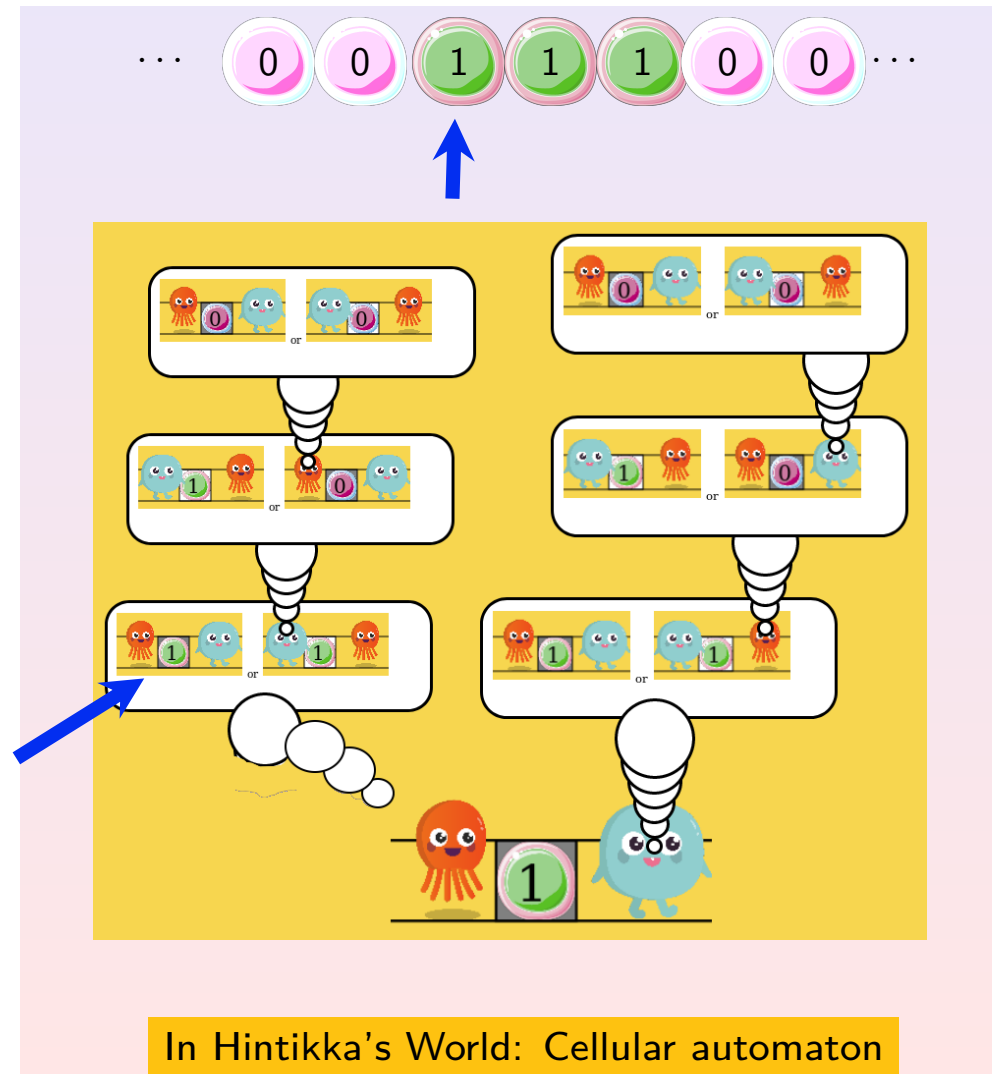 ··· 0 0 1 1 1 0 0 ···
0 or 0
0 or 0
1 or 0
1 or 0
1 or 1
1 or 1
1
In Hintikka's World: Cellular automaton